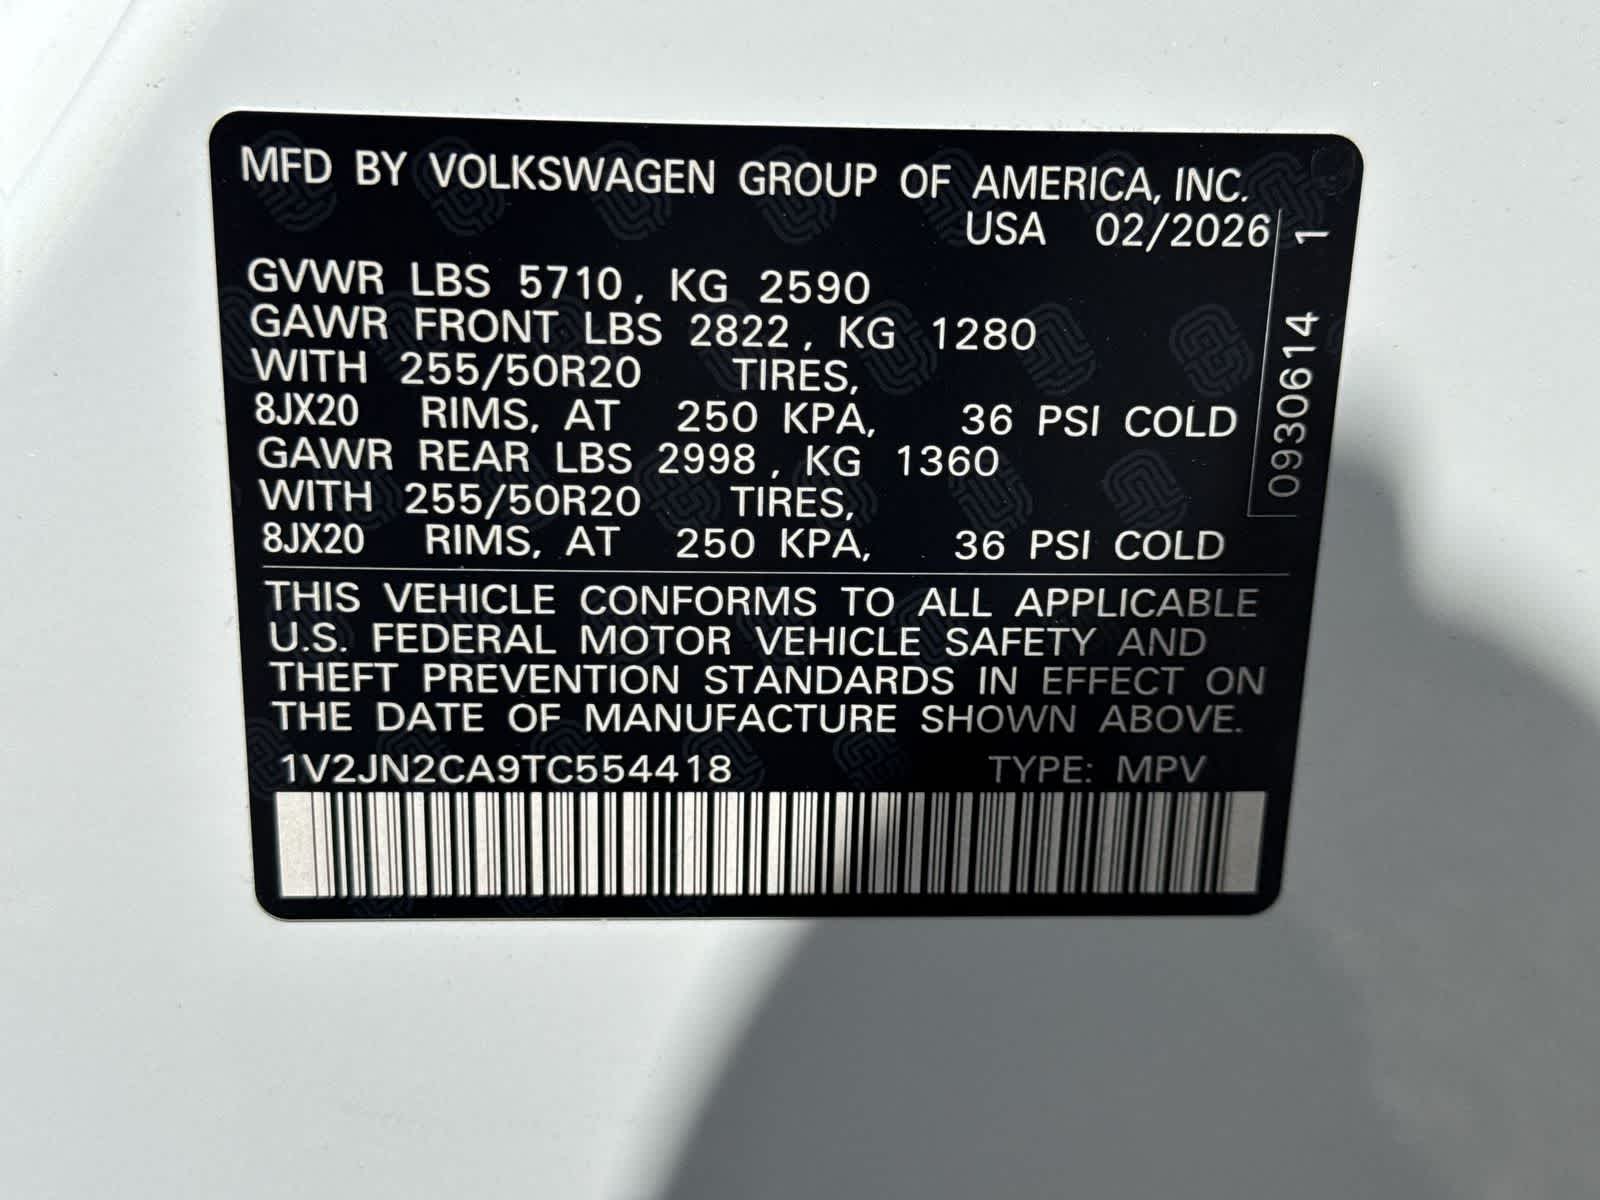 MFD BY VOLKSWAGEN GROUP OF AMERICA, INC.
USA 02/2026
GVWR LBS 5710, KG 2590
GAWR FRONT LBS 2822, KG 1280
WITH 255/50R20 TIRES,
8JX20 RIMS, AT 250 KPA, 36 PSI COLD
GAWR REAR LBS 2998, KG 1360
WITH 255/50R20 TIRES,
8JX20 RIMS, AT 250 KPA, 36 PSI COLD
0930614 1
THIS VEHICLE CONFORMS TO ALL APPLICABLE
U.S. FEDERAL MOTOR VEHICLE SAFETY AND
THEFT PREVENTION STANDARDS IN EFFECT ON
THE DATE OF MANUFACTURE SHOWN ABOVE.
1V2JN2CA9TC554418 TYPE: MPV